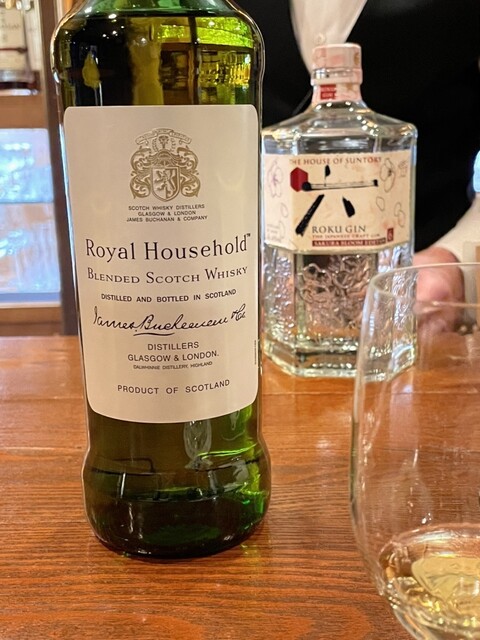 SCOTCH WHISKY DISTILLERS
GLASGOW & LONDON
JAMES BUCHANAN & COMPANY
Royal Household™
BLENDED SCOTCH WHISKY
DISTILLED AND BOTTLED IN SCOTLAND
James Buchanan & Co
DISTILLERS
GLASGOW & LONDON.
DALWHINNIE DISTILLERY, HIGHLAND
PRODUCT OF SCOTLAND
THE HOUSE OF SUNTORY
六
ROKU GIN
THE JAPANESE CRAFT GIN
SAKURA BLOOM EDITION